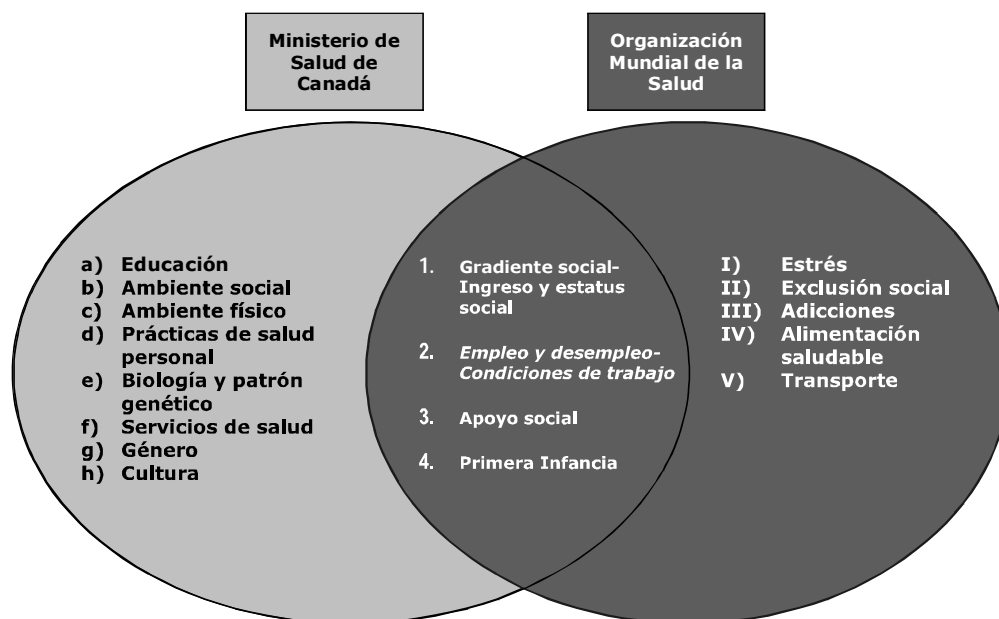 Ministerio de
Salud de
Canadá
Organización
Mundial de la
Salud
a) Educación
b) Ambiente social
c) Ambiente físico
d) Prácticas de salud
personal
e) Biología y patrón
genético
f) Servicios de salud
g) Género
h) Cultura
1. Gradiente social-
Ingreso y estatus
social
2. Empleo y desempleo-
Condiciones de trabajo
3. Apoyo social
4. Primera Infancia
I) Estrés
II) Exclusión social
III) Adicciones
IV) Alimentación
saludable
V) Transporte